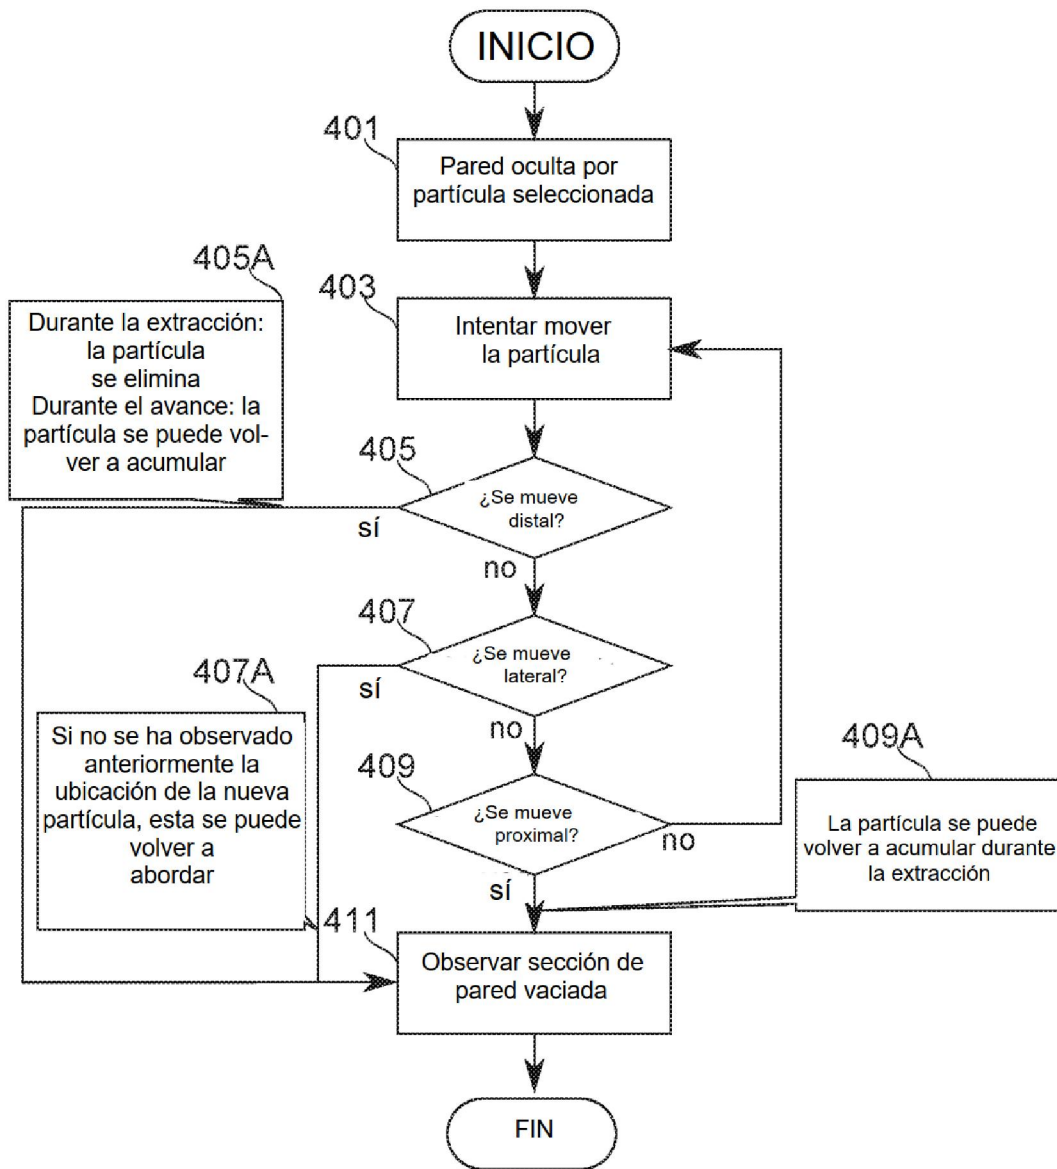 INICIO
401
Pared oculta por
partícula seleccionada
405A
Durante la extracción:
la partícula
se elimina
Durante el avance: la
partícula se puede vol-
ver a acumular
403
Intentar mover
la partícula
405
¿Se mueve
distal?
sí
no
407
¿Se mueve
lateral?
sí
no
407A
Si no se ha observado
anteriormente la
ubicación de la nueva
partícula, esta se puede
volver a
abordar
409
¿Se mueve
proximal?
no
sí
409A
La partícula se puede
volver a acumular durante
la extracción
411
Observar sección de
pared vaciada
FIN